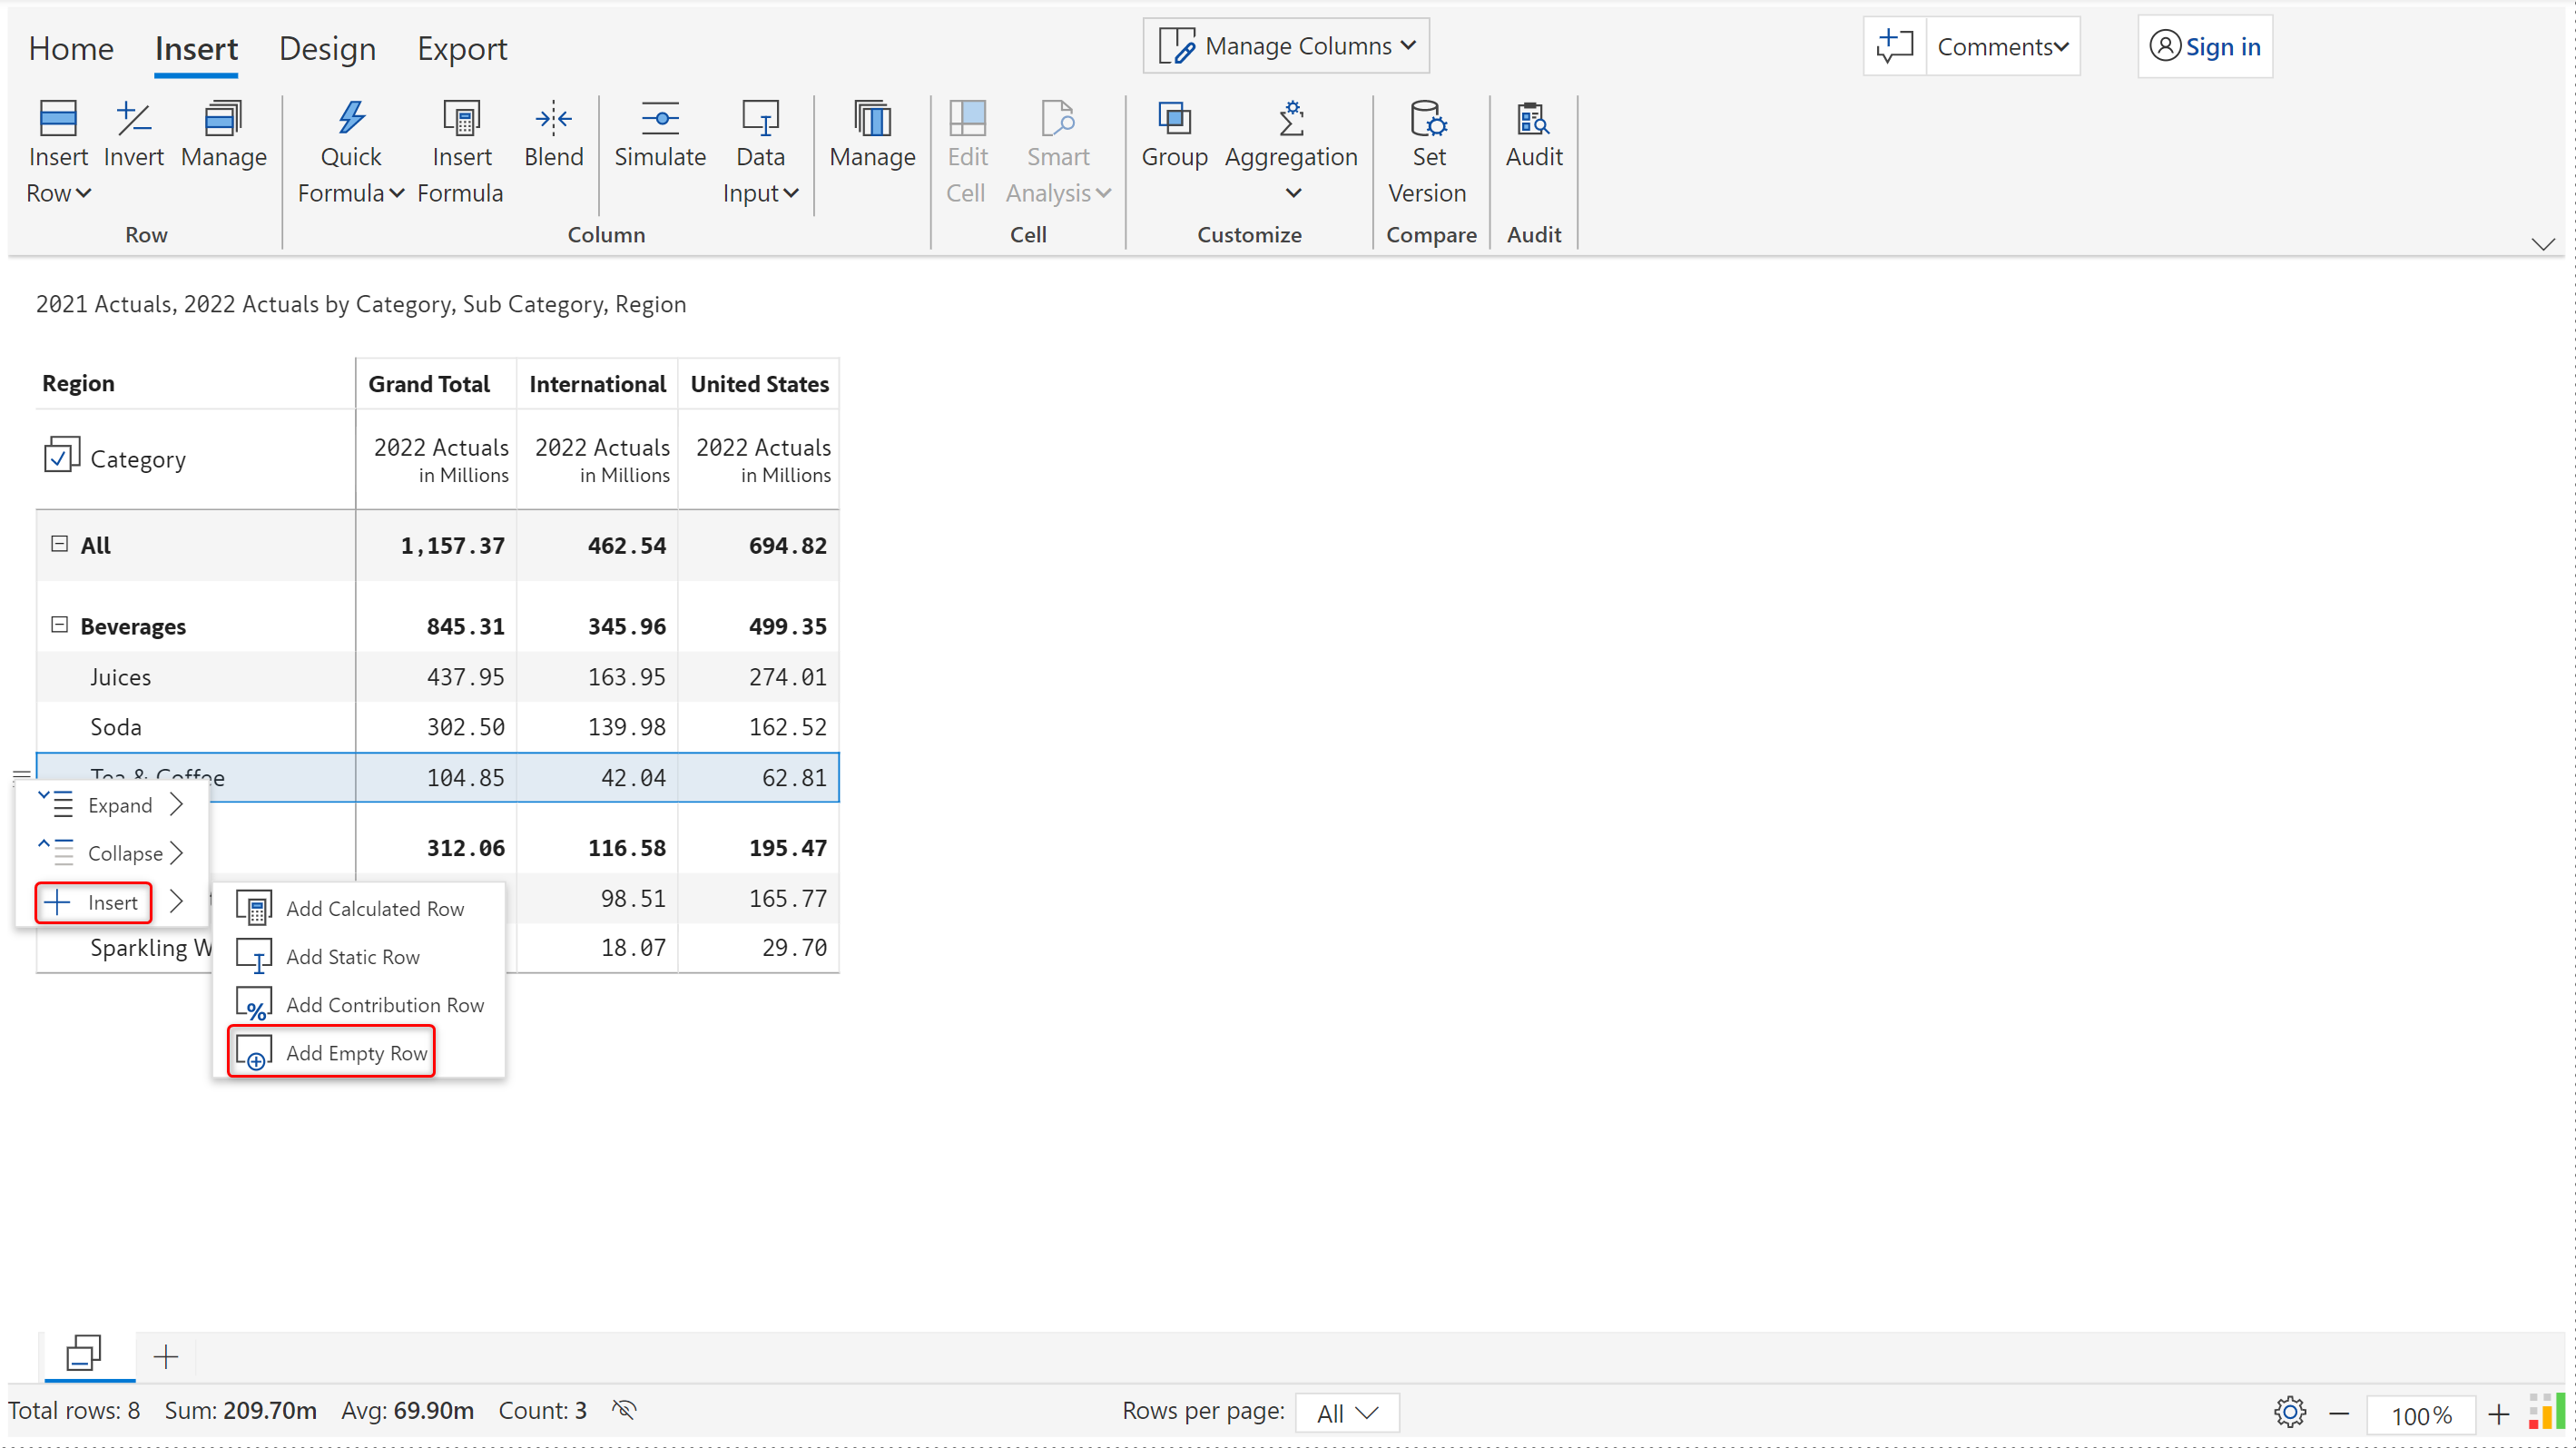 Home Insert Design Export
Manage Columns
Comments
Sign in
Insert Row
Invert
Manage
Row
Quick Formula
Insert Formula
Blend
Simulate
Data Input
Manage
Column
Edit Cell
Smart Analysis
Cell
Group
Aggregation
Customize
Set Version
Compare
Audit
Audit
2021 Actuals, 2022 Actuals by Category, Sub Category, Region
Region Grand Total International United States
Category 2022 Actuals 2022 Actuals 2022 Actuals
in Millions in Millions in Millions
All 1,157.37 462.54 694.82
Beverages 845.31 345.96 499.35
Juices 437.95 163.95 274.01
Soda 302.50 139.98 162.52
Tea & Coffee 104.85 42.04 62.81
Expand
Collapse 312.06 116.58 195.47
Insert 98.51 165.77
Add Calculated Row
Sparkling W 18.07 29.70
Add Static Row
Add Contribution Row
Add Empty Row
Total rows: 8 Sum: 209.70m Avg: 69.90m Count: 3
Rows per page: All
100%